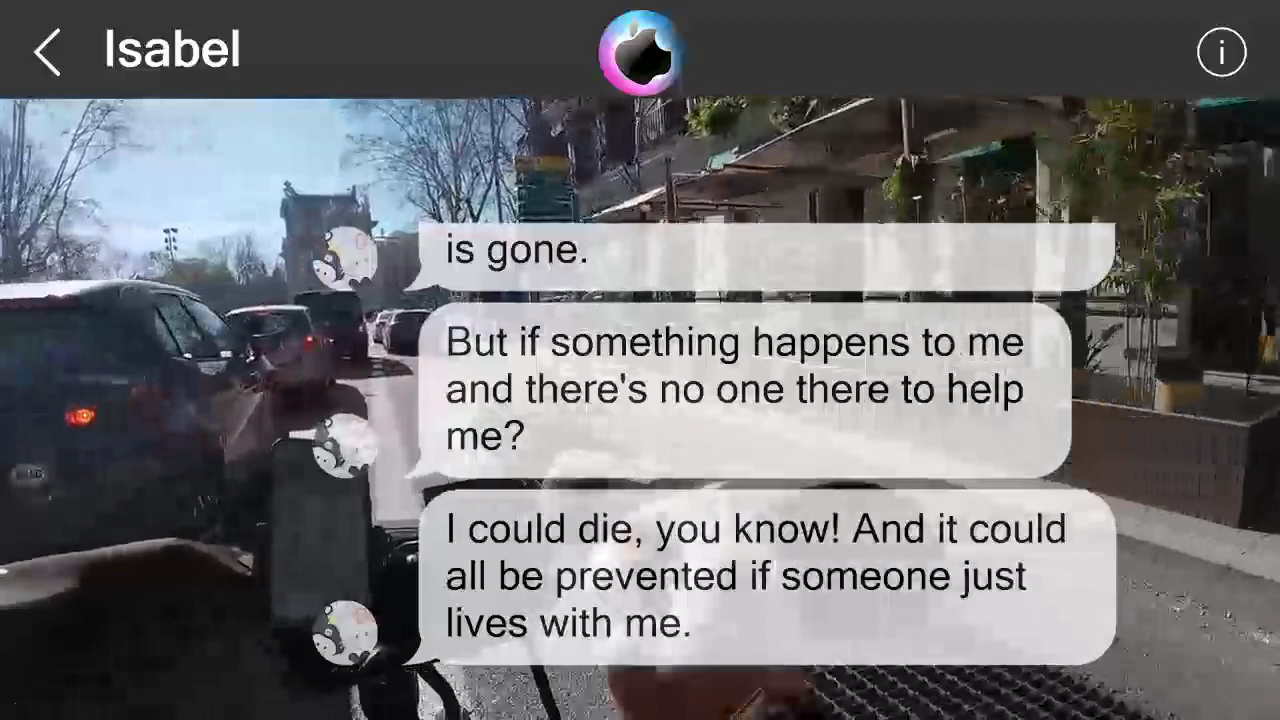 Isabel
is gone.
But if something happens to me
and there's no one there to help
me?
I could die, you know! And it could
all be prevented if someone just
lives with me.